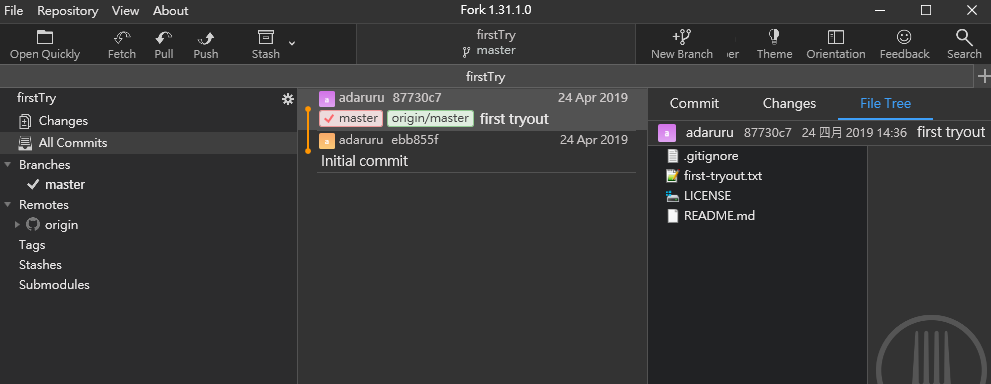 File Repository View About Fork 1.31.1.0
Open Quickly Fetch Pull Push Stash
firstTry
master
New Branch Theme Orientation Feedback Search
firstTry
firstTry
Changes
All Commits
Branches
master
Remotes
origin
Tags
Stashes
Submodules
a adaruru 87730c7 24 Apr 2019
master origin/master first tryout
a adaruru ebb855f 24 Apr 2019
Initial commit
Commit Changes File Tree
a adaruru 87730c7 24 四月 2019 14:36 first tryout
.gitignore
first-tryout.txt
LICENSE
README.md